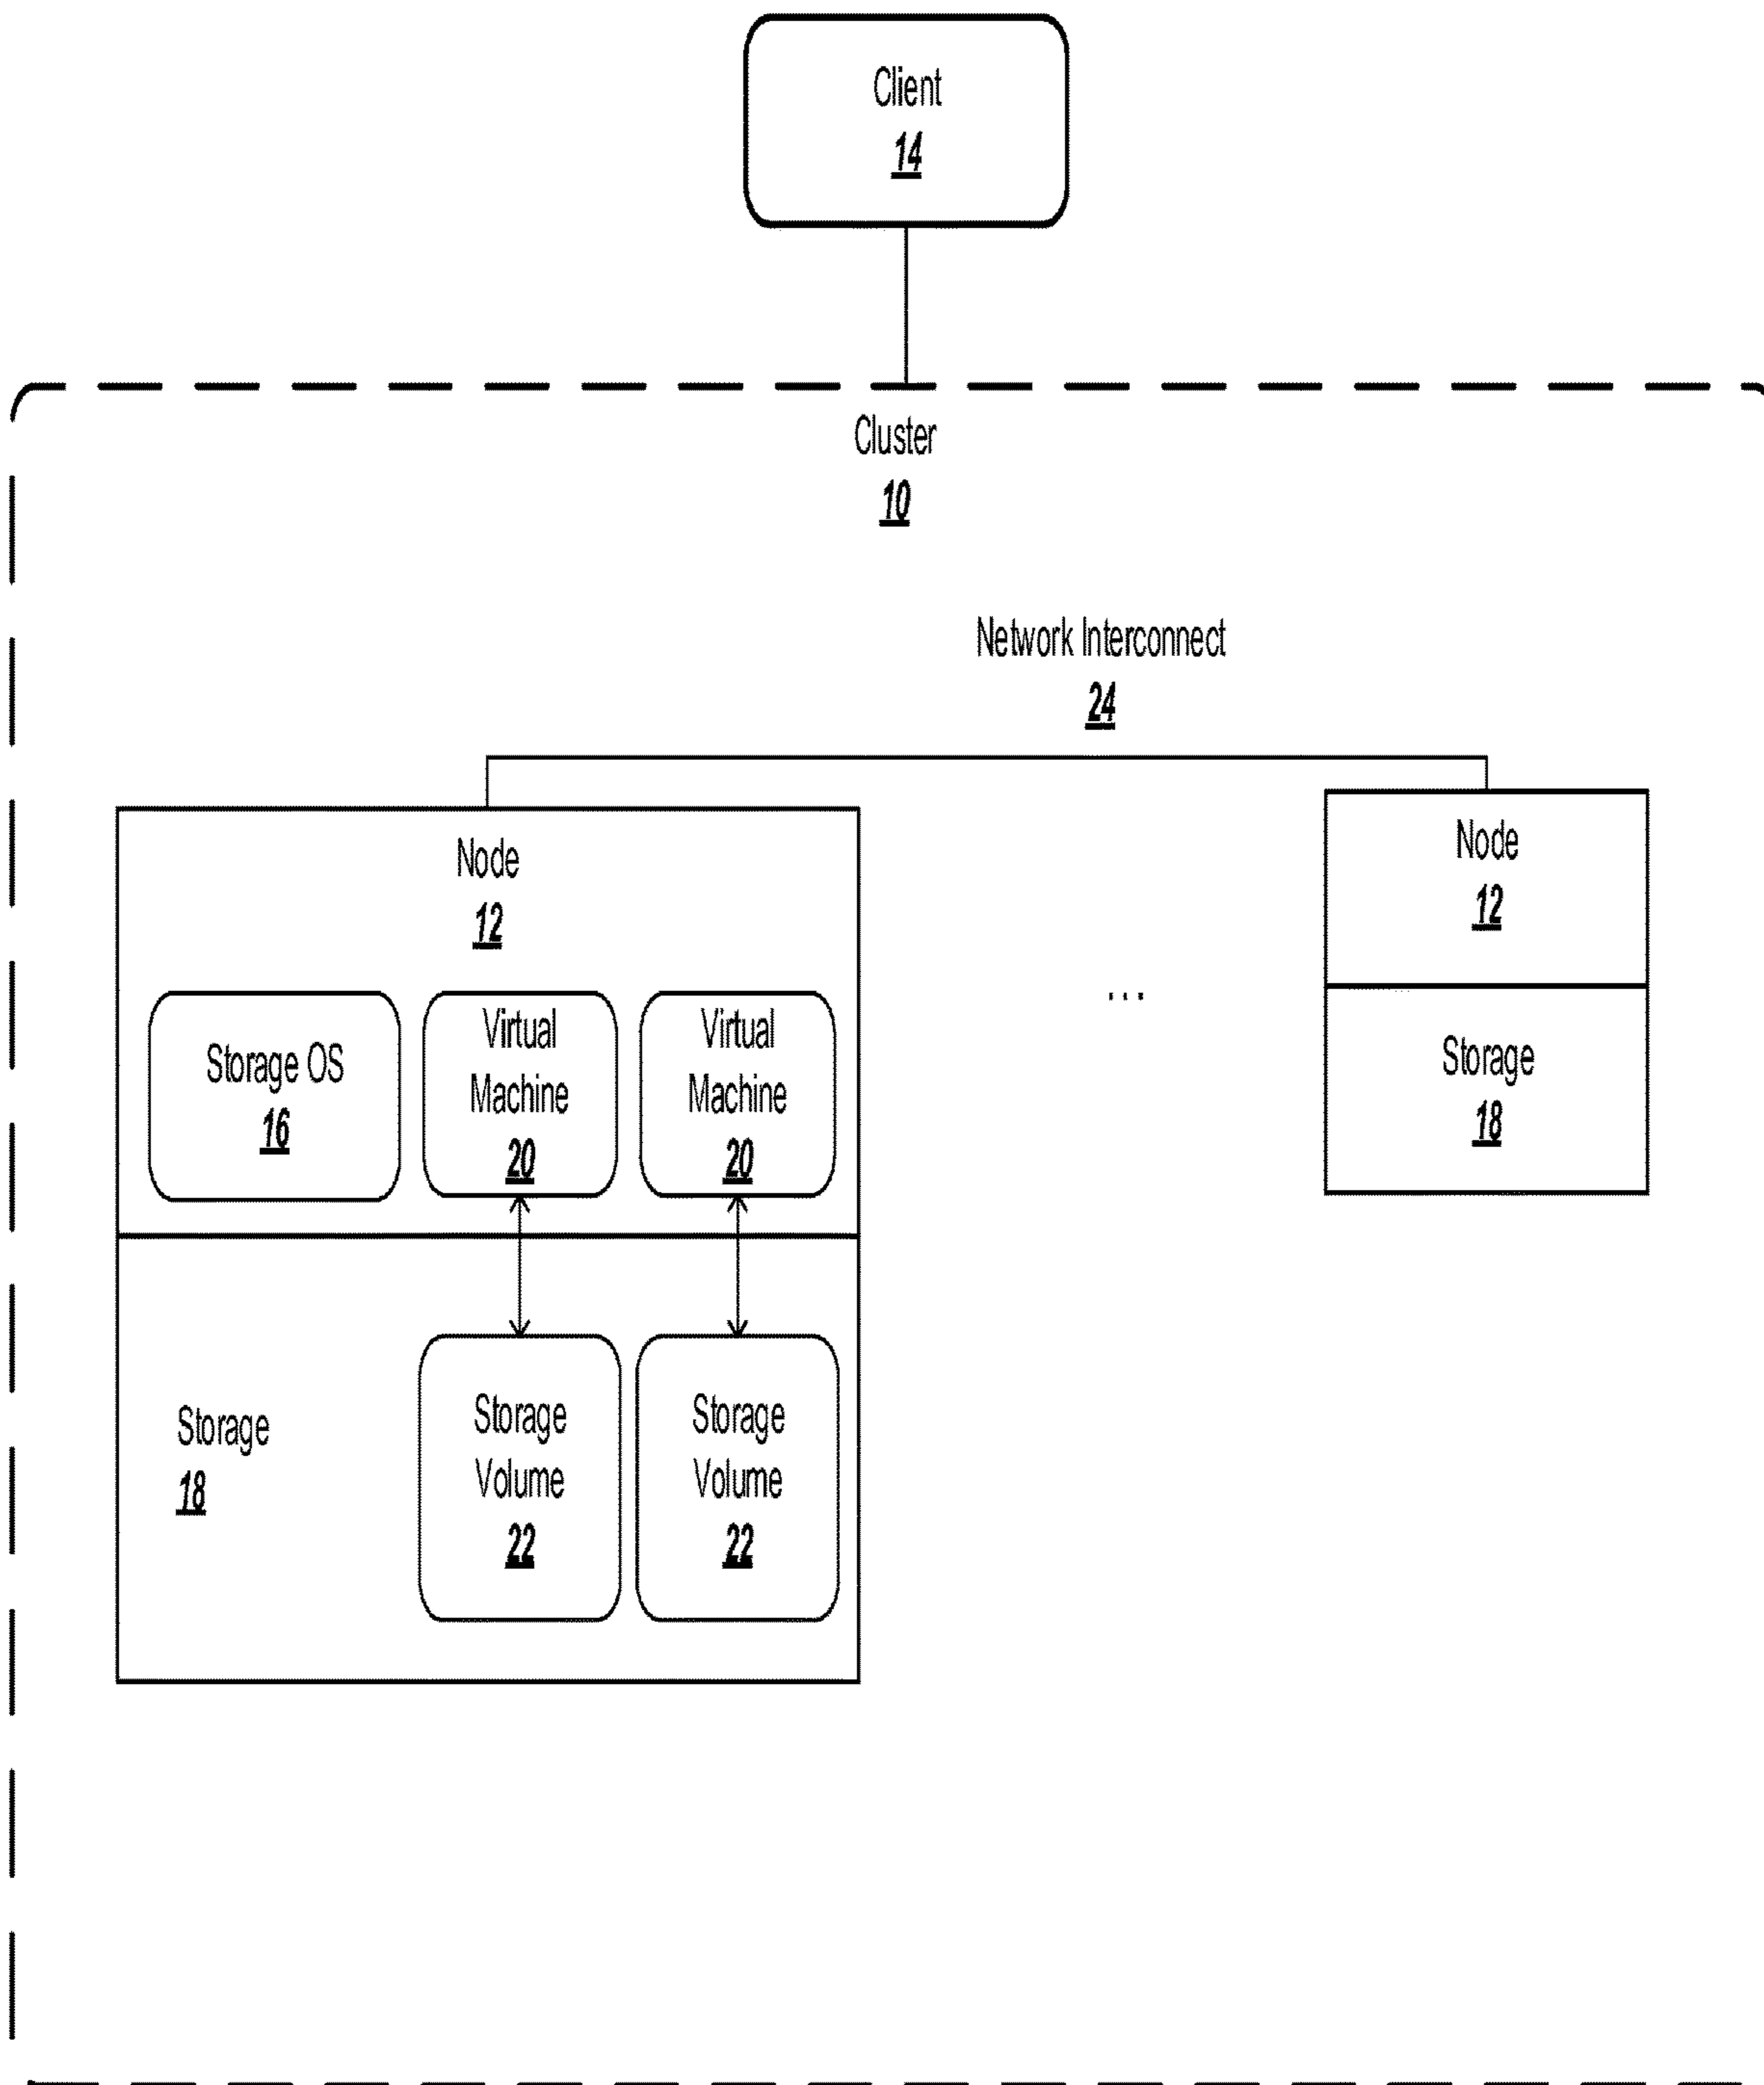 Client
14
Cluster
10
Network Interconnect
24
Node
12
Storage OS
16
Virtual
Machine
20
Virtual
Machine
20
Storage
18
Storage
Volume
22
Storage
Volume
22
...
Node
12
Storage
18